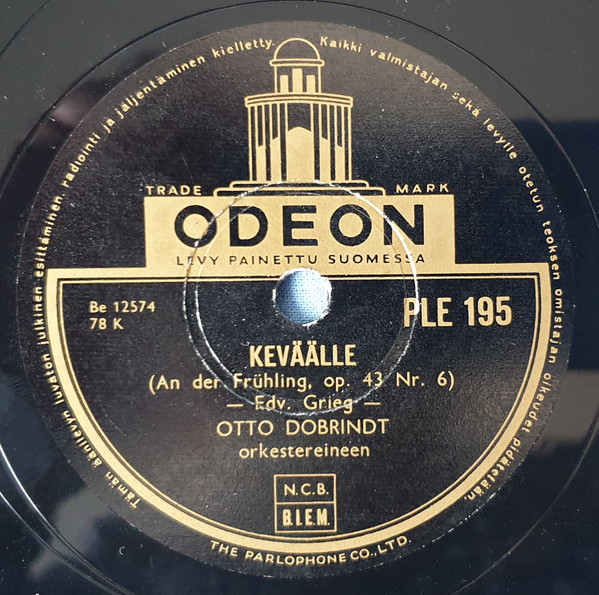 Tämän äänilevyn luvaton julkinen esittäminen, radiointi ja jäljentäminen kielletty. Kaikki valmistajan sekä levylle otetun teoksen omistajan oikeudet pidätetään.
TRADE MARK
ODEON
LEVY PAINETTU SUOMESSA
Be 12574
78 K
PLE 195
KEVÄÄLLE
(An der Frühling, op. 43 Nr. 6)
— Edv. Grieg —
OTTO DOBRINDT
orkestereineen
N.C.B.
B.I.E.M.
THE PARLOPHONE CO., LTD.